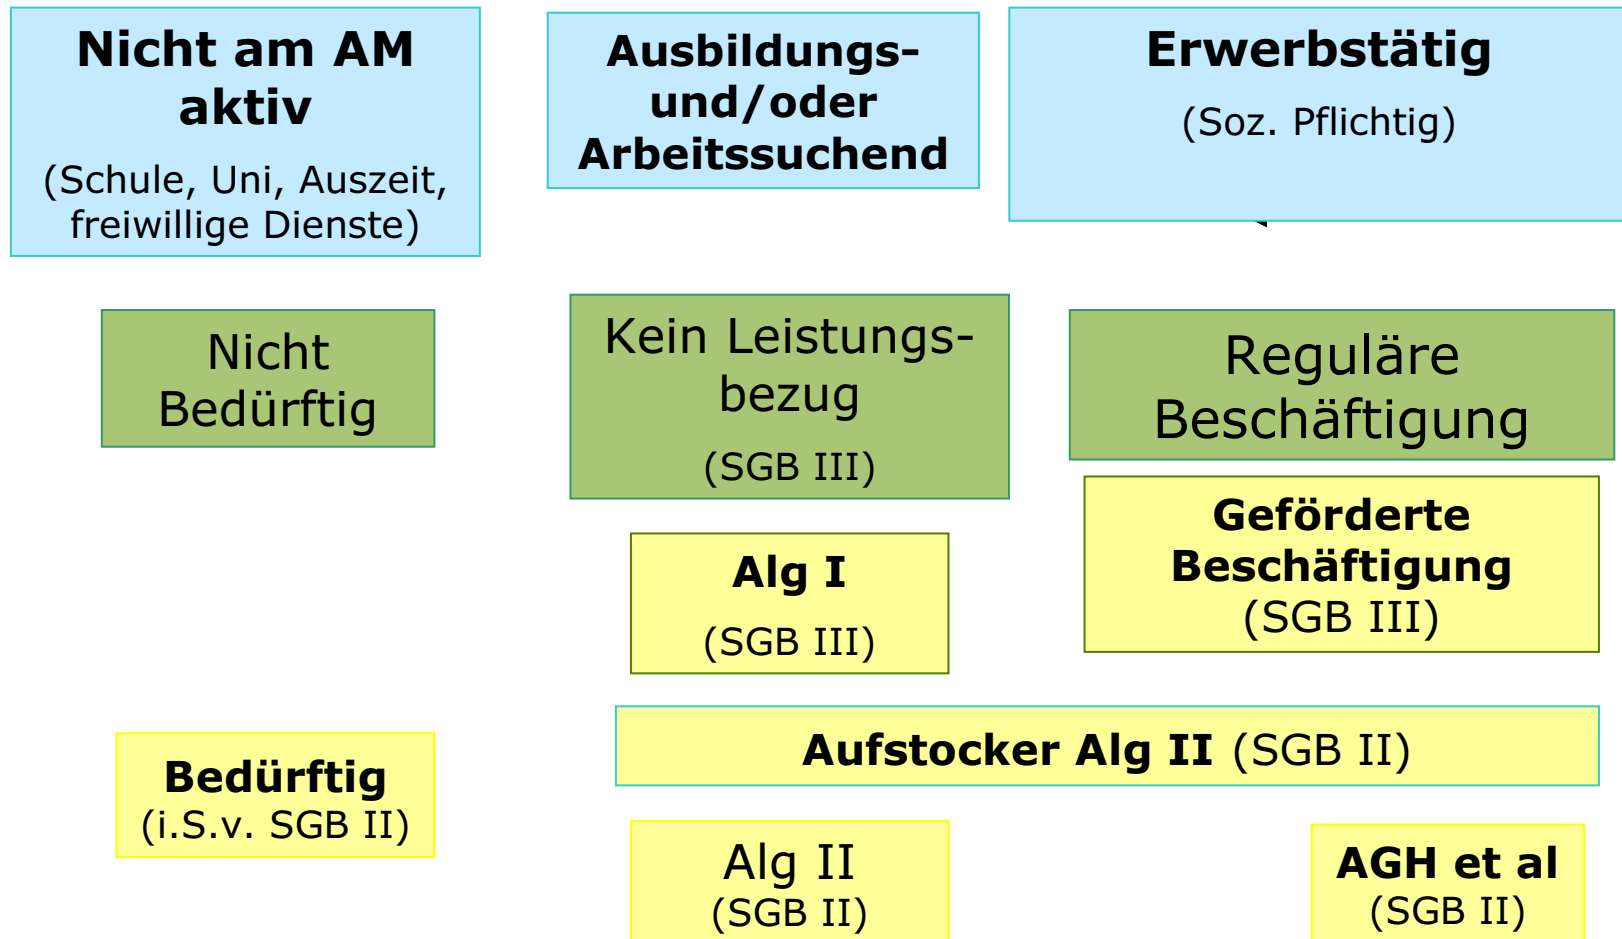 Nicht am AM
aktiv
(Schule, Uni, Auszeit,
freiwillige Dienste)
Ausbildungs-
und/oder
Arbeitssuchend
Erwerbstätig
(Soz. Pflichtig)
Nicht
Bedürftig
Kein Leistungs-
bezug
(SGB III)
Reguläre
Beschäftigung
Geförderte
Beschäftigung
(SGB III)
Alg I
(SGB III)
Aufstocker Alg II (SGB II)
Bedürftig
(i.S.v. SGB II)
Alg II
(SGB II)
AGH et al
(SGB II)